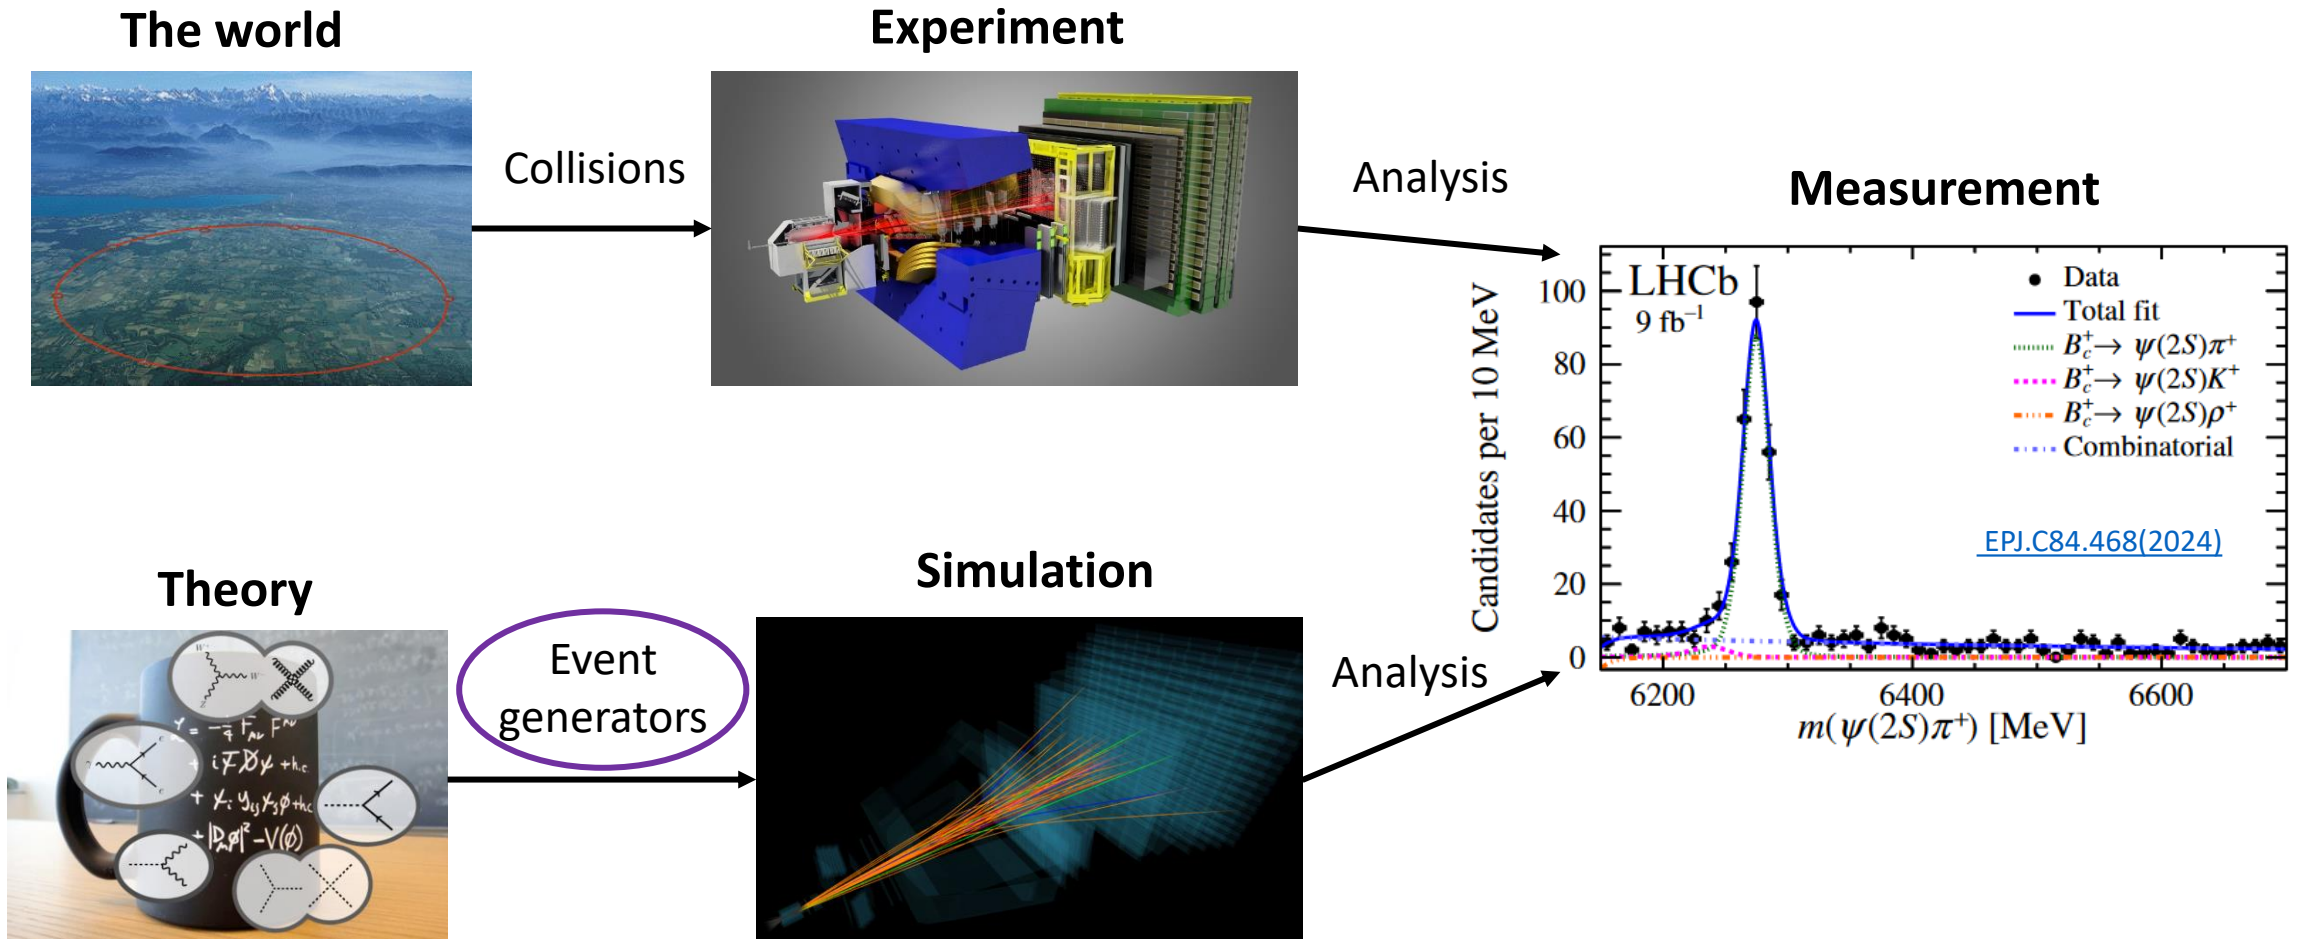 The world
Experiment
Collisions
Analysis
Measurement
LHCb
9 fb⁻¹
Data
Total fit
B_c^+ → ψ(2S)π⁺
B_c^+ → ψ(2S)K⁺
B_c^+ → ψ(2S)ρ⁺
Combinatorial
EPJ.C84.468(2024)
Candidates per 10 MeV
100
80
60
40
20
0
6200 6400 6600
m(ψ(2S)π⁺) [MeV]
Theory
Event
generators
Simulation
Analysis
+ h.c.
+ |D_μφ|² − V(φ)